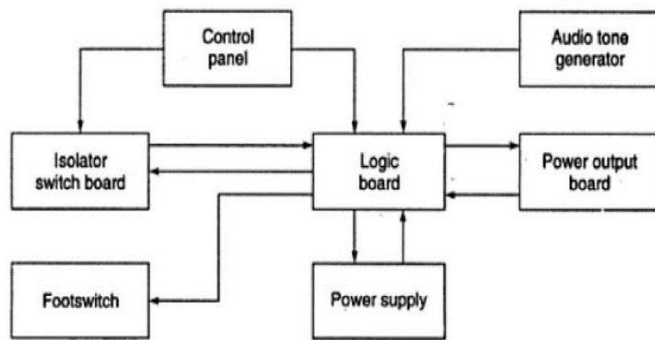 Control
panel
Audio tone
generator
Isolator
switch board
Logic
board
Power output
board
Footswitch
Power supply